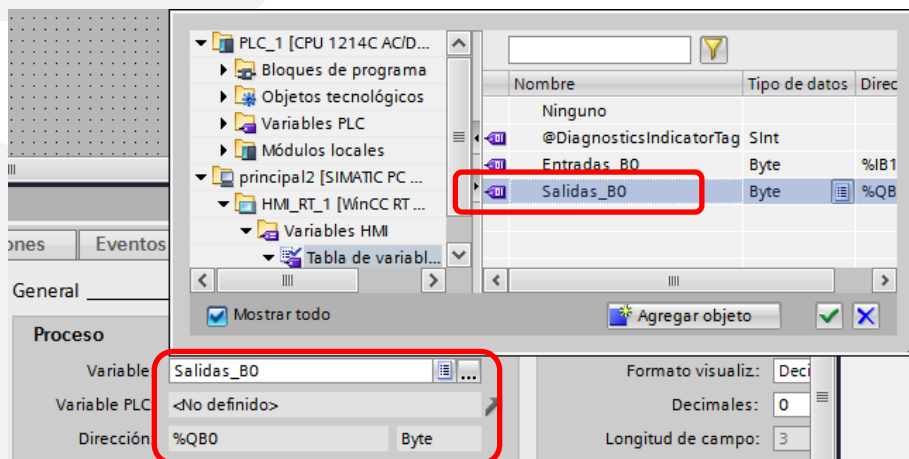 PLC_1 [CPU 1214C AC/D...
Bloques de programa
Objetos tecnológicos
Variables PLC
Módulos locales
principal2 [SIMATIC PC ...
HMI_RT_1 [WinCC RT ...
Variables HMI
Tabla de variabl...
Nombre Tipo de datos Direc
Ninguno
@DiagnosticsIndicatorTag SInt
Entradas_B0 Byte %IB1
Salidas_B0 Byte %QB
Mostrar todo
Agregar objeto
ones Eventos
General
Proceso
Variable: Salidas_B0 ...
Variable PLC: <No definido>
Dirección: %QB0 Byte
Formato visualiz.: Deci
Decimales: 0
Longitud de campo: 3